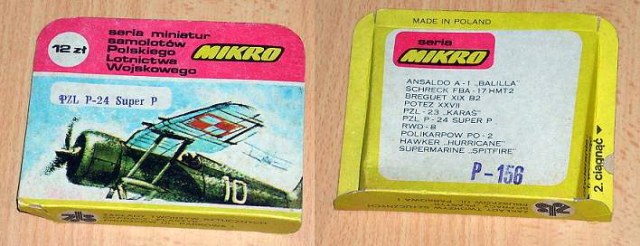 12 zł
seria miniatur
samolotów
Polskiego
Lotnictwa
Wojskowego
MIKRO
PZL P-24 Super P
10
MADE IN POLAND
seria
MIKRO
ANSALDO A-1 „BALILLA"
SCHRECK FBA-17 HMT2
BREGUET XIX B2
POTEZ XXVII
PZL-23 „KARAŚ"
PZL P-24 SUPER P
RWD-8
POLIKARPOW PO-2
HAWKER „HURRICANE"
SUPERMARINE „SPITFIRE"
P-156
2. ciągnąć